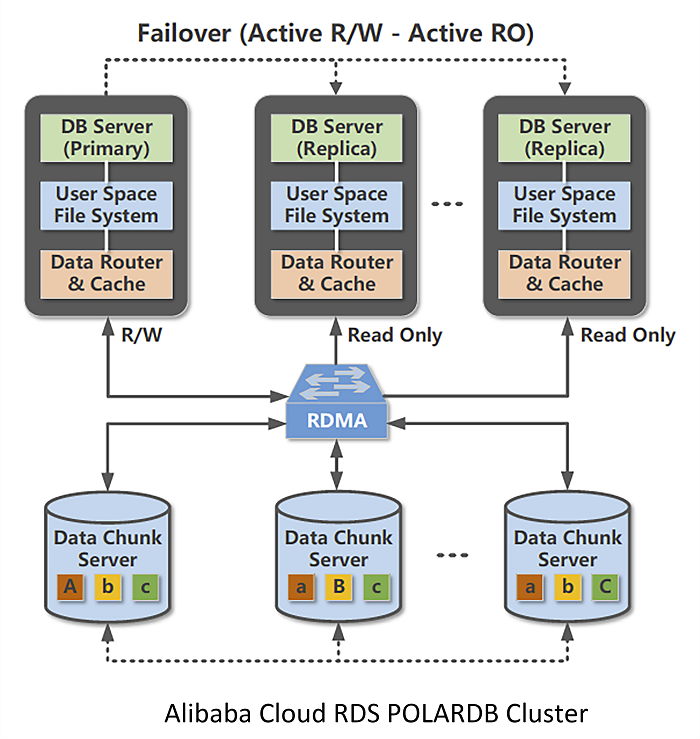 Failover (Active R/W - Active RO)
DB Server
(Primary)
User Space
File System
Data Router
& Cache
DB Server
(Replica)
User Space
File System
Data Router
& Cache
DB Server
(Replica)
User Space
File System
Data Router
& Cache
R/W
Read Only
Read Only
RDMA
Data Chunk
Server
A b c
Data Chunk
Server
a B c
Data Chunk
Server
a b C
Alibaba Cloud RDS POLARDB Cluster